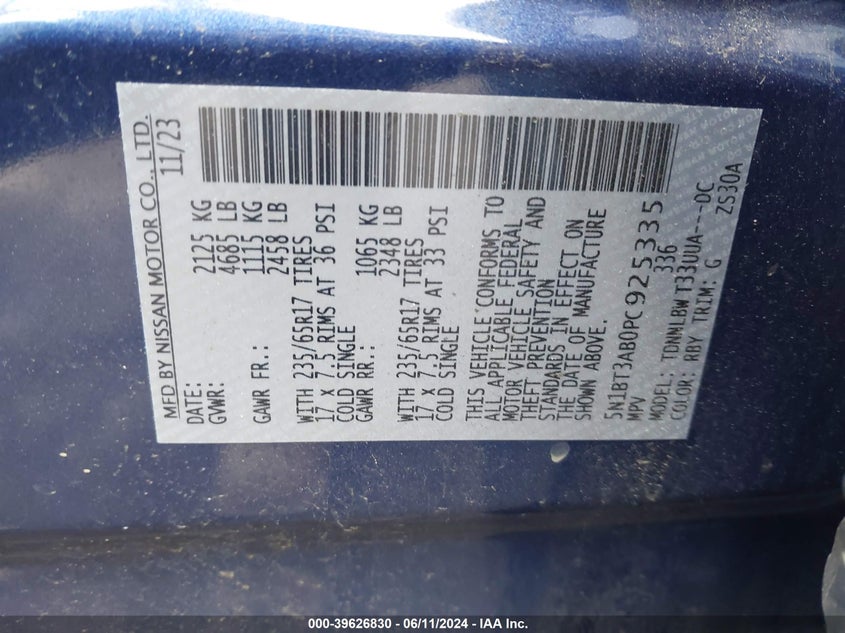 MFD BY NISSAN MOTOR CO., LTD.
DATE: 11/23
GVWR: 2125 KG
4685 LB
GAWR FR.: 1115 KG
2458 LB
WITH 235/65R17 TIRES
17 X 7.5 RIMS AT 36 PSI
COLD SINGLE
GAWR RR.: 1065 KG
2348 LB
WITH 235/65R17 TIRES
17 X 7.5 RIMS AT 33 PSI
COLD SINGLE
THIS VEHICLE CONFORMS TO
ALL APPLICABLE FEDERAL
MOTOR VEHICLE SAFETY AND
THEFT PREVENTION
STANDARDS IN EFFECT ON
THE DATE OF MANUFACTURE
SHOWN ABOVE.
5N1BT3AB0PC925335
MPV 336
MODEL: TDNMLBW T33UUA---DC
COLOR: RBY TRIM: G ZS30A
000-39626830 - 06/11/2024 - IAA Inc.